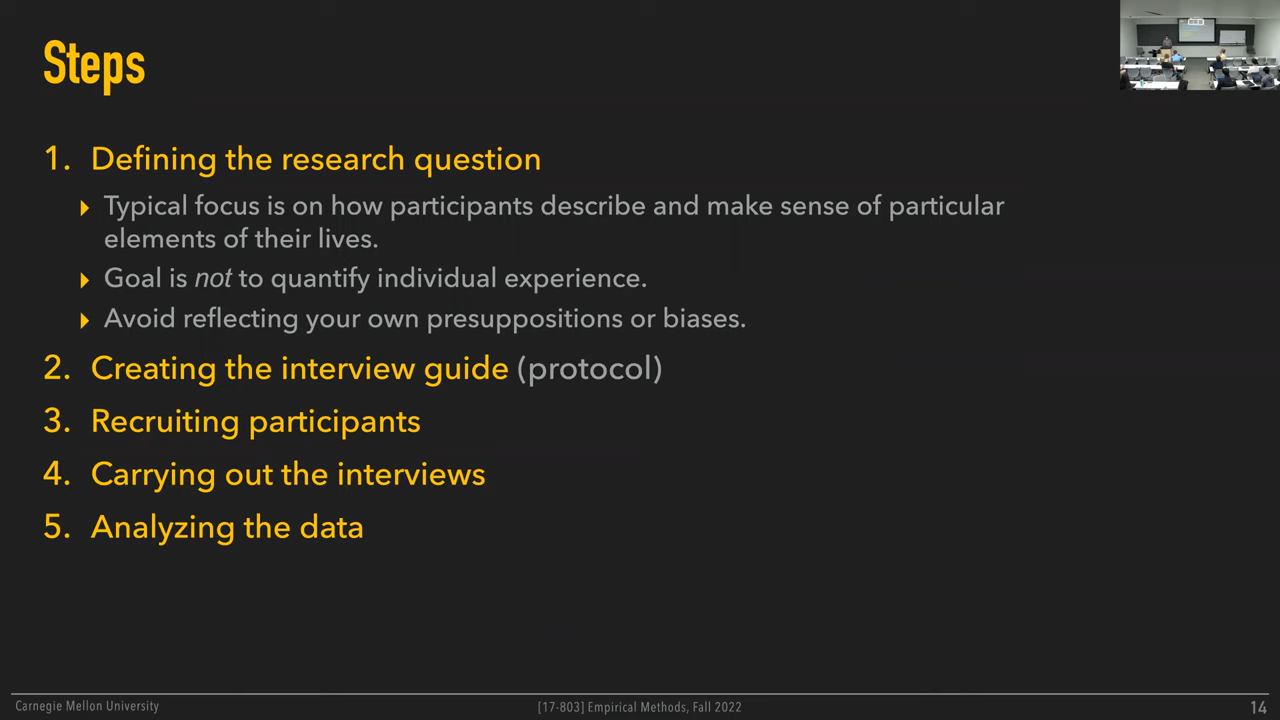 Steps
1. Defining the research question
Typical focus is on how participants describe and make sense of particular
elements of their lives.
Goal is not to quantify individual experience.
Avoid reflecting your own presuppositions or biases.
2. Creating the interview guide (protocol)
3. Recruiting participants
4. Carrying out the interviews
5. Analyzing the data
Carnegie Mellon University
[17-803] Empirical Methods, Fall 2022
14